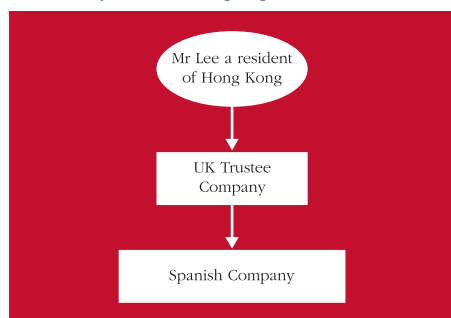 Mr Lee a resident
of Hong Kong
UK Trustee
Company
Spanish Company